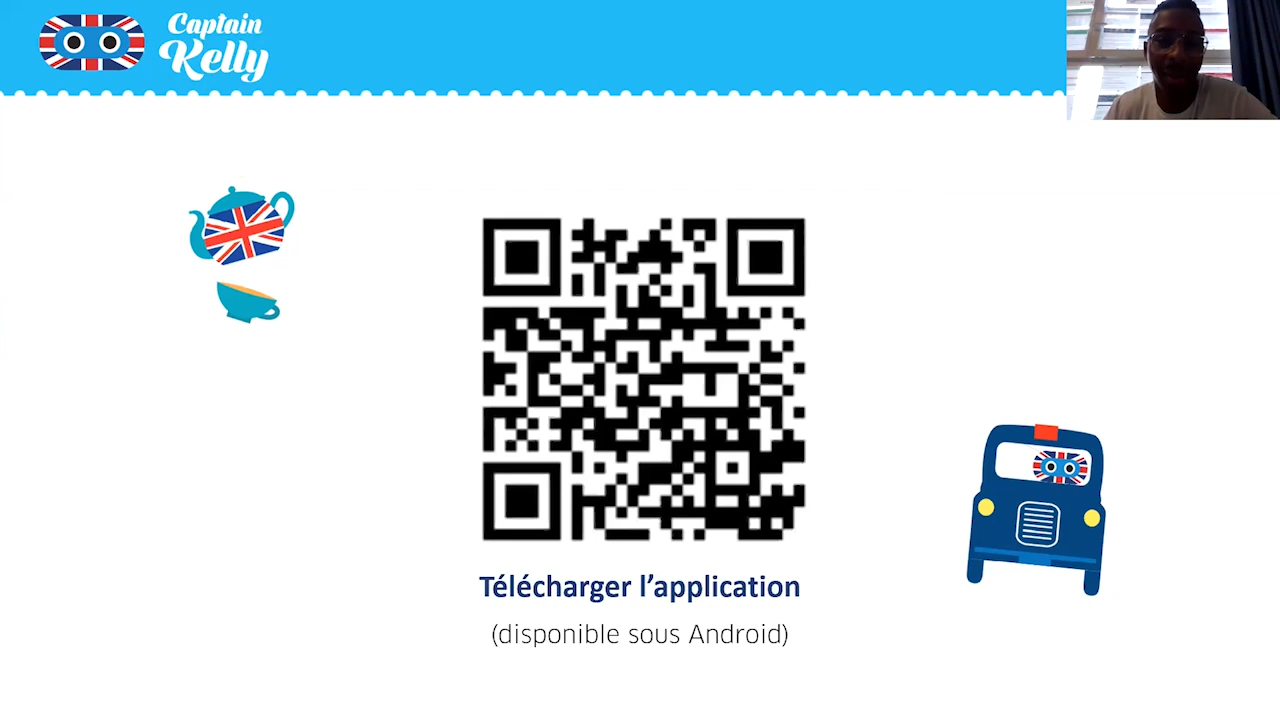 Captain
Kelly
Télécharger l’application
(disponible sous Android)